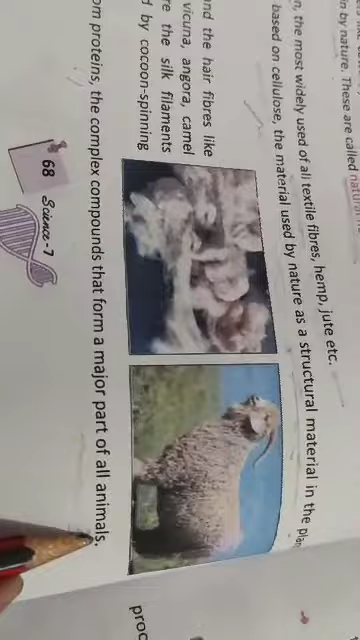 in by nature. These are called natural
n, the most widely used of all textile fibres, hemp, jute etc.
based on cellulose, the material used by nature as a structural material in the plan
and the hair fibres like
vicuna, angora, camel
re the silk filaments
d by cocoon-spinning
om proteins, the complex compounds that form a major part of all animals.
68
Science-7
proc